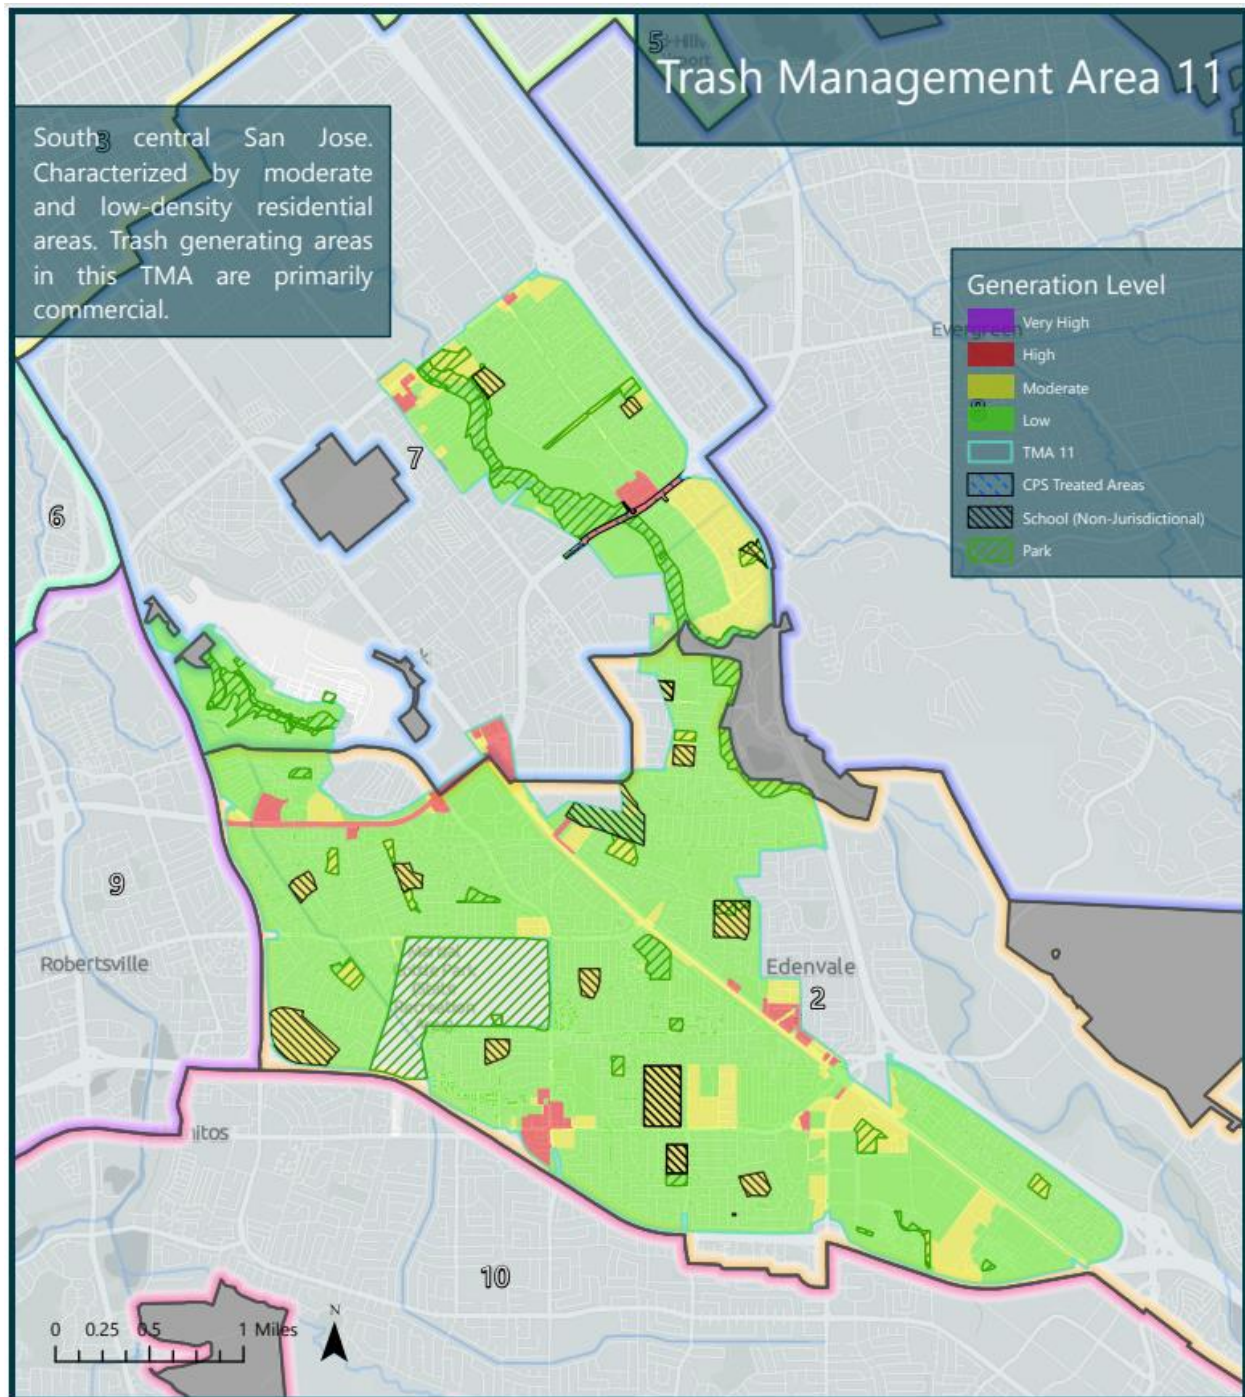 5
Trash Management Area 11
South central San Jose.
Characterized by moderate
and low-density residential
areas. Trash generating areas
in this TMA are primarily
commercial.
3
Generation Level
Very High
Evergreen
High
Moderate
8
Low
TMA 11
CPS Treated Areas
School (Non-Jurisdictional)
Park
7
6
9
Robertsville
Edenvale
2
itos
10
N
0 0.25 0.5 1 Miles